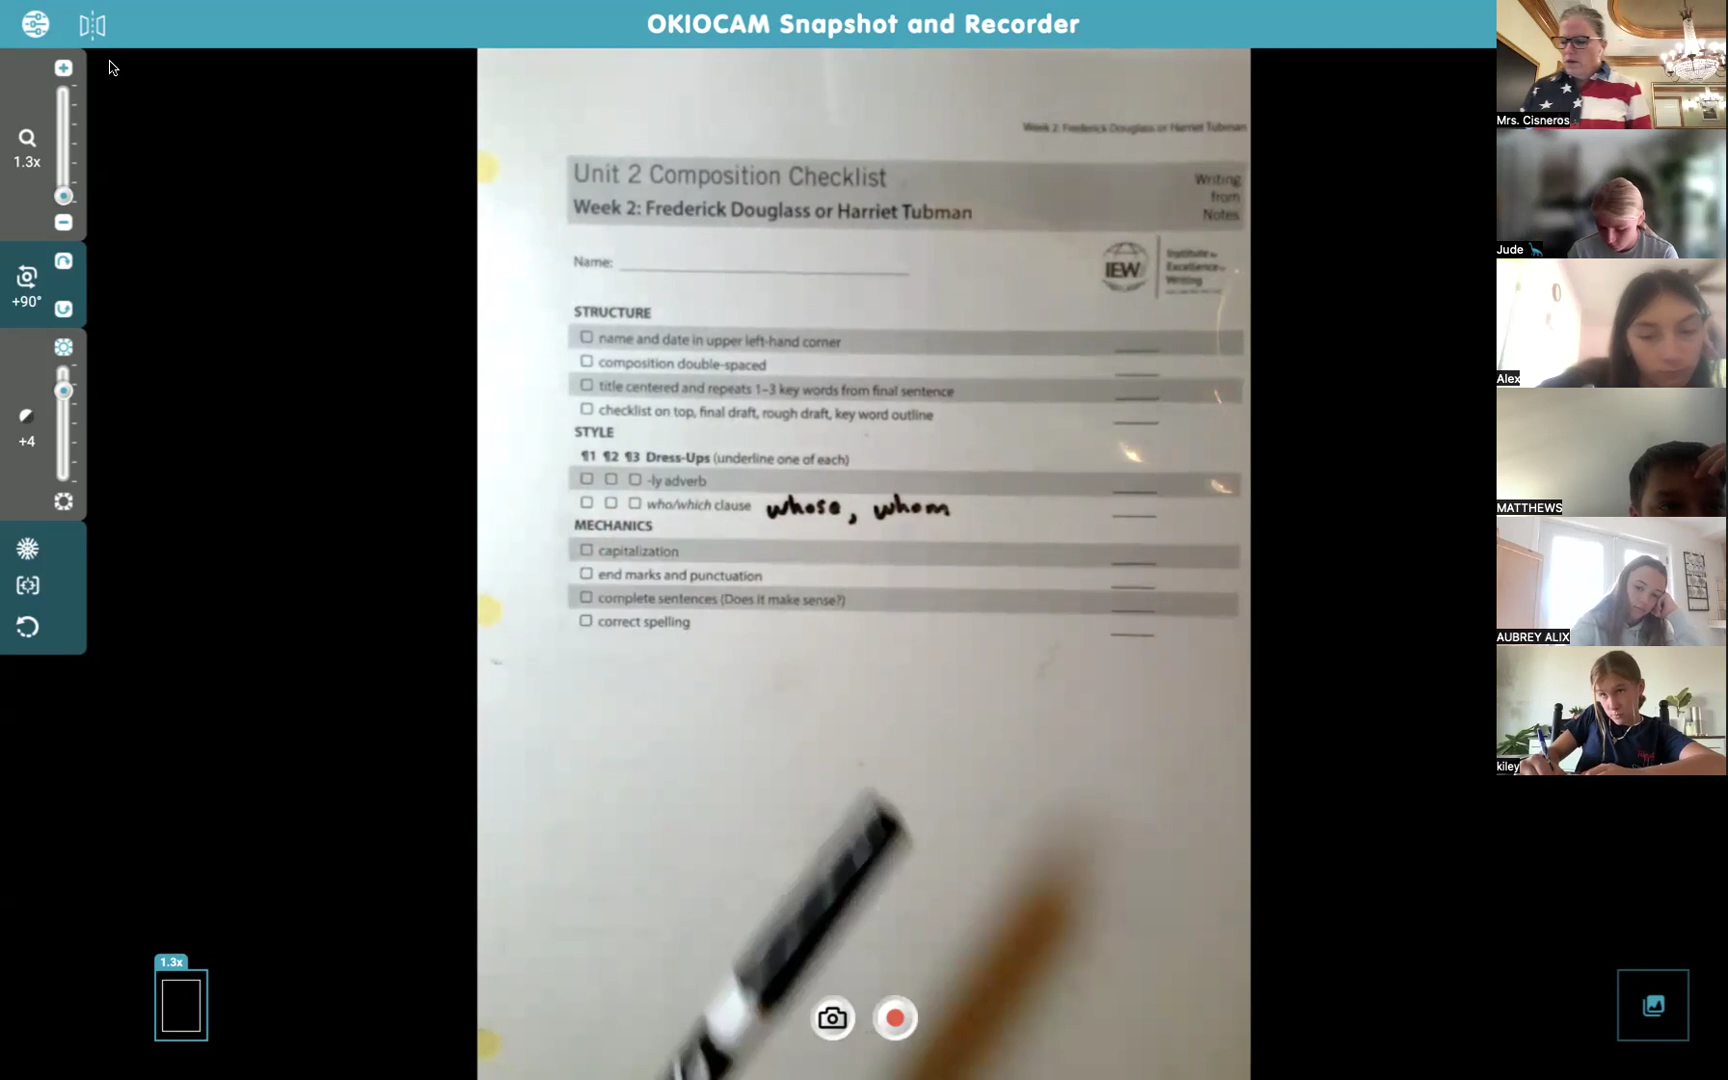 OKIOCAM Snapshot and Recorder
1.3x
+90°
+4
1.3x
Week 2: Frederick Douglass or Harriet Tubman
Unit 2 Composition Checklist
Week 2: Frederick Douglass or Harriet Tubman
Writing
from
Notes
Name:
IEW
Institute for
Excellence in
Writing
STRUCTURE
name and date in upper left-hand corner
composition double-spaced
title centered and repeats 1–3 key words from final sentence
checklist on top, final draft, rough draft, key word outline
STYLE
¶1 ¶2 ¶3 Dress-Ups (underline one of each)
-ly adverb
who/which clause whose, whom
MECHANICS
capitalization
end marks and punctuation
complete sentences (Does it make sense?)
correct spelling
Mrs. Cisneros
Jude
Alex
MATTHEWS
AUBREY ALIX
kiley